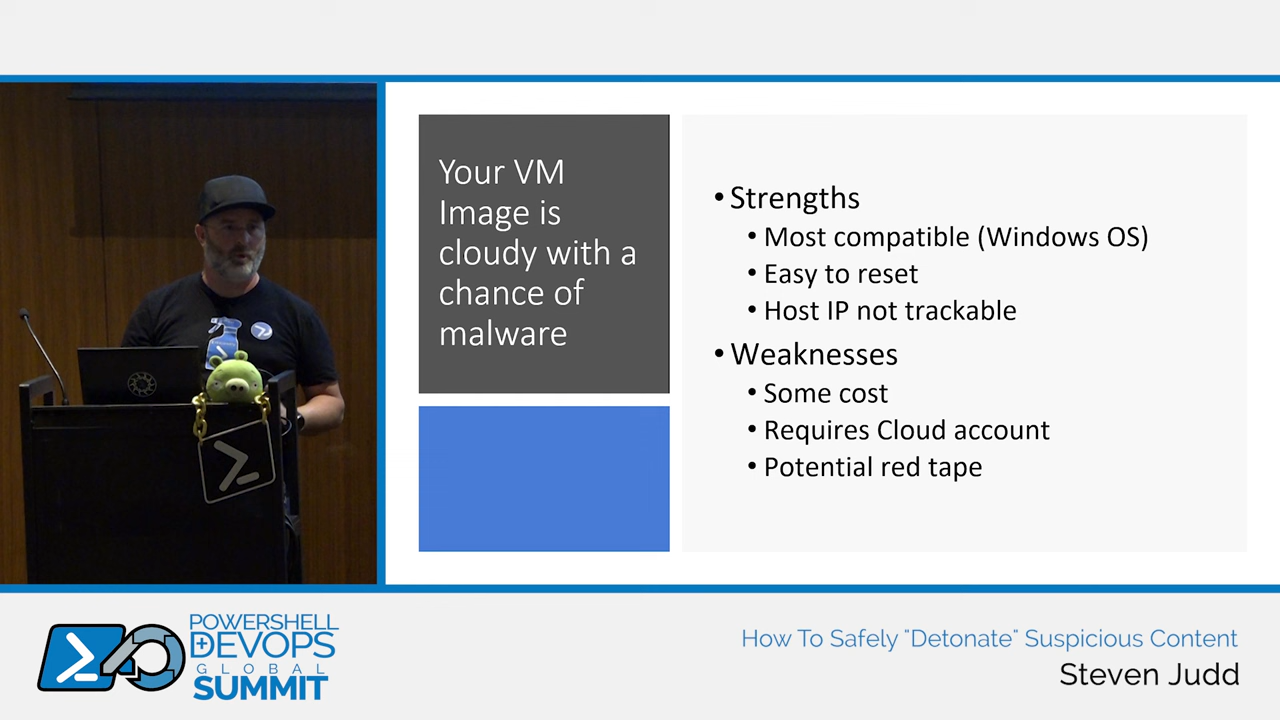 Your VM
Image is
cloudy with a
chance of
malware
• Strengths
• Most compatible (Windows OS)
• Easy to reset
• Host IP not trackable
• Weaknesses
• Some cost
• Requires Cloud account
• Potential red tape
POWERSHELL
+DEVOPS
GLOBAL
SUMMIT
How To Safely "Detonate" Suspicious Content
Steven Judd